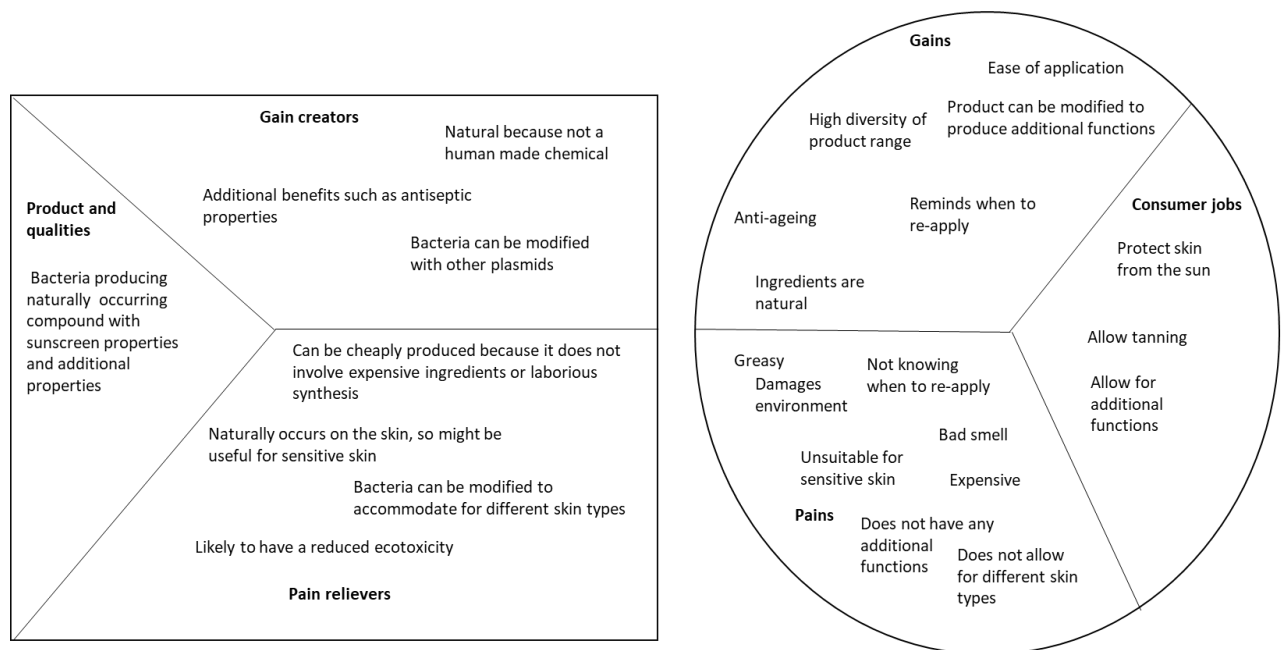 Gain creators
Natural because not a
human made chemical
Additional benefits such as antiseptic
properties
Bacteria can be modified
with other plasmids
Product and
qualities
Bacteria producing
naturally occurring
compound with
sunscreen properties
and additional
properties
Can be cheaply produced because it does not
involve expensive ingredients or laborious
synthesis
Naturally occurs on the skin, so might be
useful for sensitive skin
Bacteria can be modified to
accommodate for different skin types
Likely to have a reduced ecotoxicity
Pain relievers
Gains
Ease of application
High diversity of
product range
Product can be modified to
produce additional functions
Anti-ageing
Reminds when to
re-apply
Ingredients are
natural
Consumer jobs
Protect skin
from the sun
Allow tanning
Allow for
additional
functions
Greasy
Damages
environment
Not knowing
when to re-apply
Bad smell
Unsuitable for
sensitive skin
Expensive
Pains
Does not have any
additional
functions
Does not allow
for different skin
types